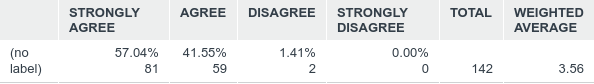 STRONGLY AGREE DISAGREE STRONGLY TOTAL WEIGHTED
AGREE DISAGREE AVERAGE
(no 57.04% 41.55% 1.41% 0.00%
label) 81 59 2 0 142 3.56